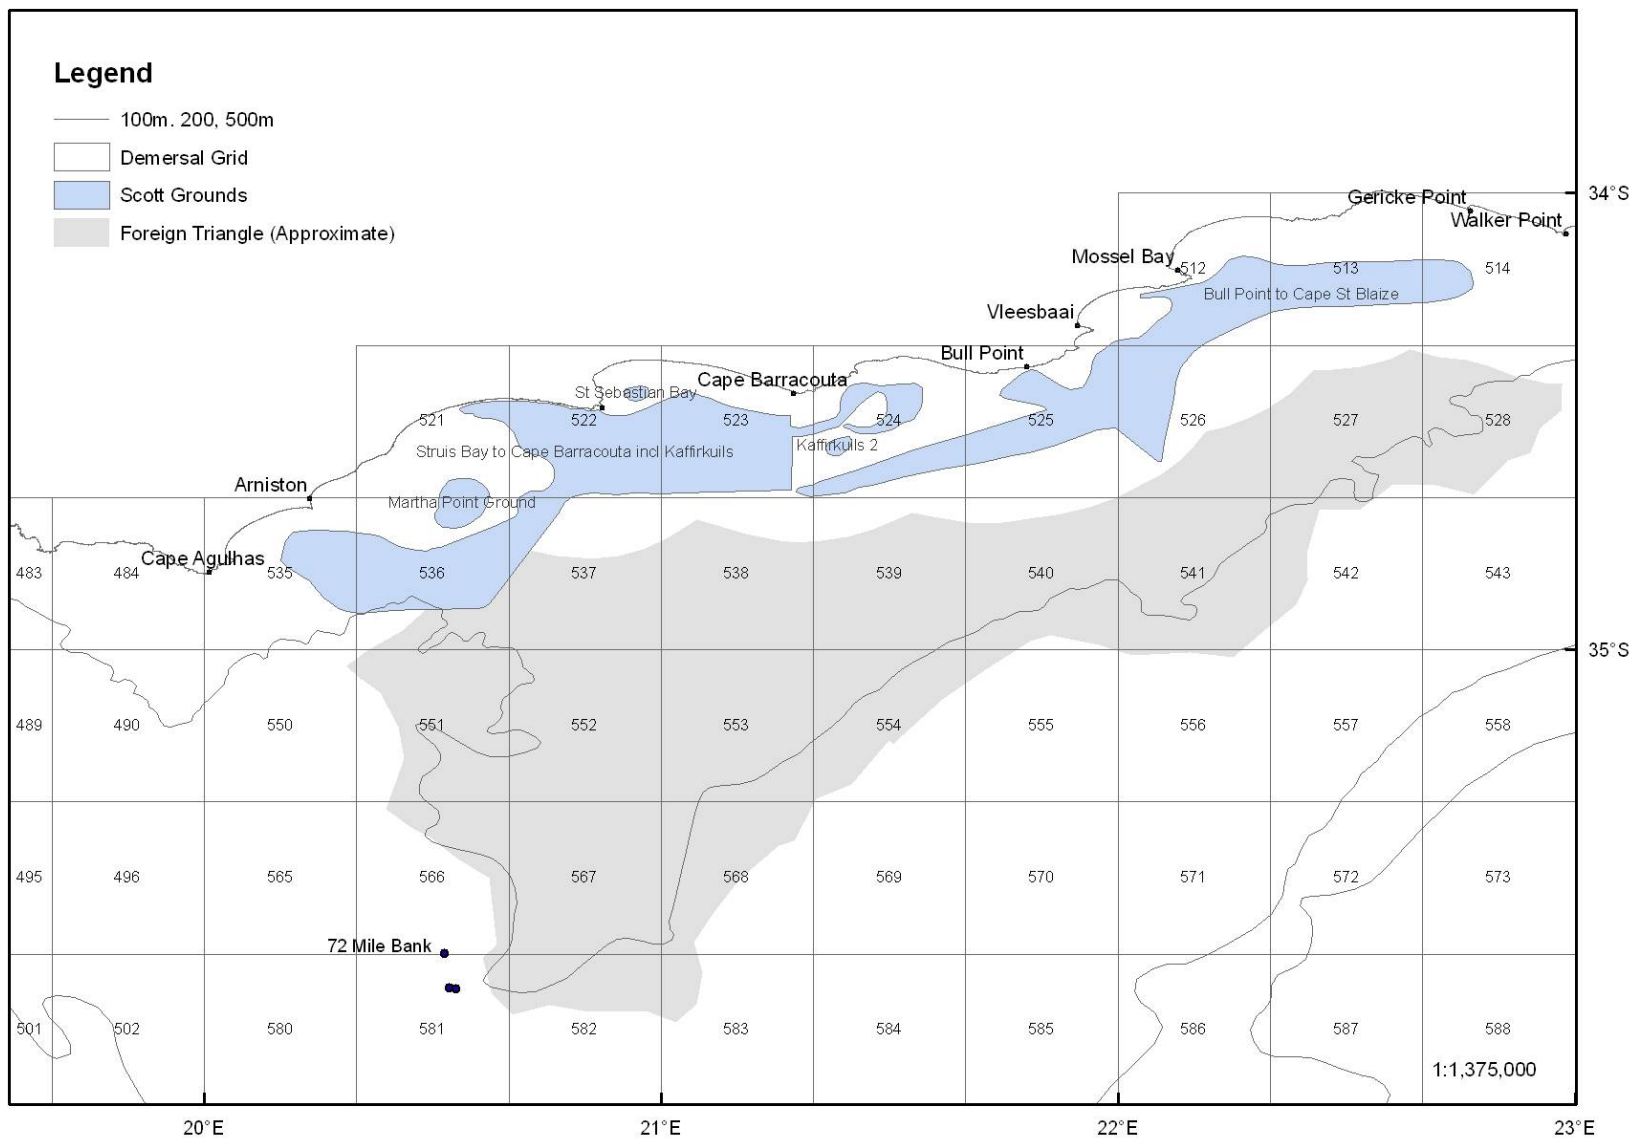 Legend
100m. 200, 500m
Demersal Grid
Scott Grounds
Foreign Triangle (Approximate)
34°S
Gericke Point
Walker Point
Mossel Bay
512
513
514
Bull Point to Cape St Blaize
Vleesbaai
Bull Point
Cape Barracouta
St Sebastian Bay
521
522
523
524
525
526
527
528
Kaffirkuils 2
Struis Bay to Cape Barracouta incl Kaffirkuils
Arniston
Martha Point Ground
Cape Agulhas
483
484
535
536
537
538
539
540
541
542
543
35°S
489
490
550
551
552
553
554
555
556
557
558
495
496
565
566
567
568
569
570
571
572
573
72 Mile Bank
501
502
580
581
582
583
584
585
586
587
588
1:1,375,000
20°E
21°E
22°E
23°E